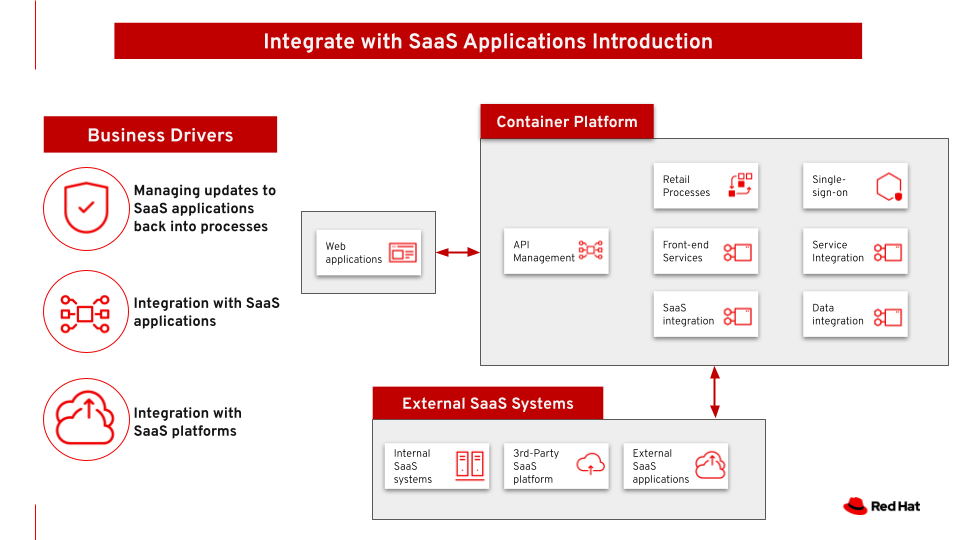 Integrate with SaaS Applications Introduction
Business Drivers
Managing updates to
SaaS applications
back into processes
Integration with SaaS
applications
Integration with
SaaS platforms
Web
applications
Container Platform
API
Management
Retail
Processes
Front-end
Services
SaaS
integration
Single-
sign-on
Service
Integration
Data
integration
External SaaS Systems
Internal
SaaS
systems
3rd-Party
SaaS
platform
External
SaaS
applications
Red Hat